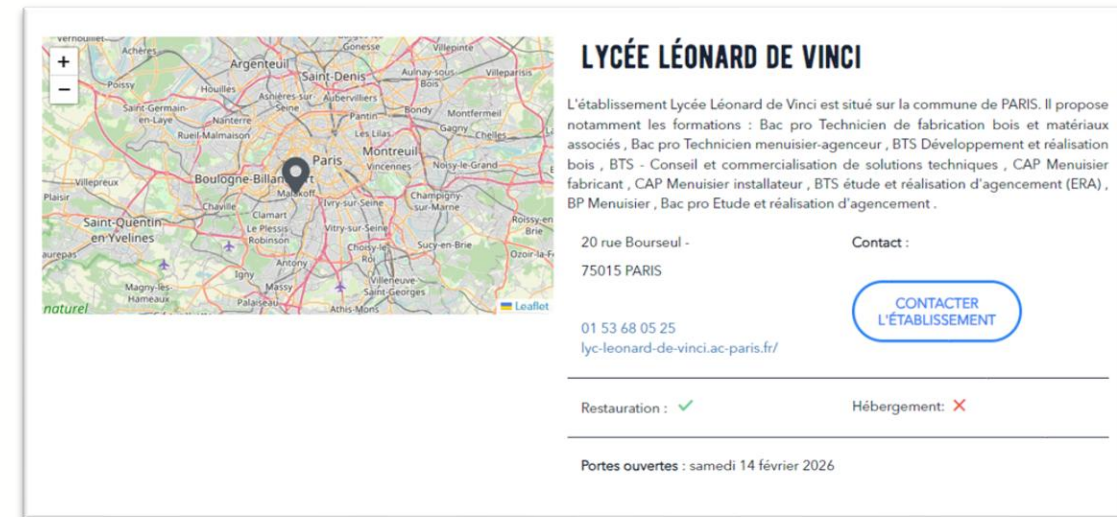 LYCÉE LÉONARD DE VINCI
L'établissement Lycée Léonard de Vinci est situé sur la commune de PARIS. Il propose
notamment les formations : Bac pro Technicien de fabrication bois et matériaux
associés , Bac pro Technicien menuisier-agenceur , BTS Développement et réalisation
bois , BTS - Conseil et commercialisation de solutions techniques , CAP Menuisier
fabricant , CAP Menuisier installateur , BTS étude et réalisation d'agencement (ERA) ,
BP Menuisier , Bac pro Etude et réalisation d'agencement .
20 rue Bourseul -
75015 PARIS
01 53 68 05 25
lyc-leonard-de-vinci.ac-paris.fr/
Contact :
CONTACTER
L'ÉTABLISSEMENT
Restauration :
Hébergement:
Portes ouvertes : samedi 14 février 2026
+
−
Achères
Gonesse
Villepinte
Argenteuil
Poissy
Houilles
Saint-Denis
Aulnay-sous-
Bois
Villeparisis
Saint-Germain-
en-Laye
Nanterre
Asnières-sur-
Seine
Aubervilliers
Bondy
Montfermeil
Rueil-Malmaison
Pantin
Les Lilas
Gagny
Chelles
Paris
Montreuil
Vincennes
Noisy-le-Grand
Villepreux
Boulogne-Billancourt
Plaisir
Chaville
Malakoff
Ivry-sur-Seine
Champigny-
sur-Marne
Clamart
Saint-Quentin-
en-Yvelines
Le Plessis
Robinson
Vitry-sur-Seine
Roissy-en-
Brie
Choisy-le-
Roi
Sucy-en-Brie
Antony
Ozoir-la-F
Igny
Massy
Villeneuve-
Saint-Georges
Magny-les-
Hameaux
Palaiseau
Athis-Mons
naturel
Leaflet